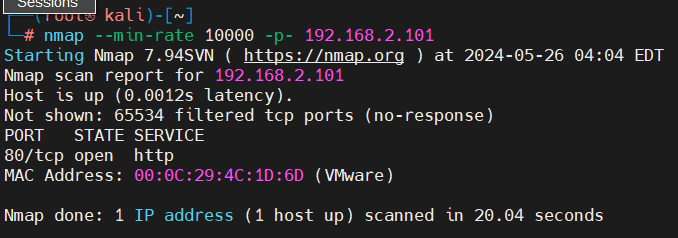 Sessions
(root㉿ kali)-[~]
# nmap --min-rate 10000 -p- 192.168.2.101
Starting Nmap 7.94SVN ( https://nmap.org ) at 2024-05-26 04:04 EDT
Nmap scan report for 192.168.2.101
Host is up (0.0012s latency).
Not shown: 65534 filtered tcp ports (no-response)
PORT   STATE SERVICE
80/tcp open  http
MAC Address: 00:0C:29:4C:1D:6D (VMware)
Nmap done: 1 IP address (1 host up) scanned in 20.04 seconds